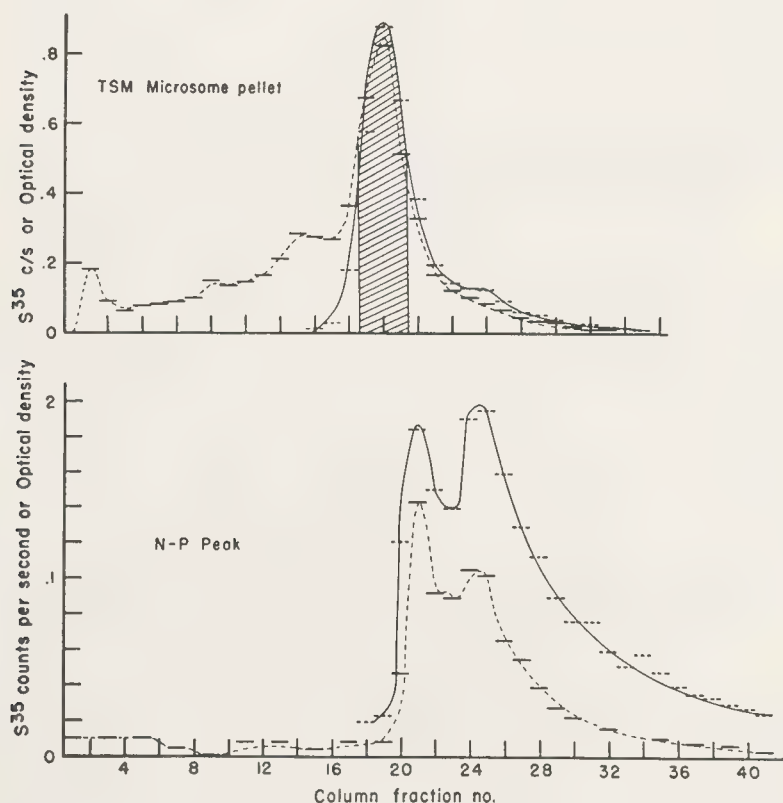 .8
.6
.4
.2
0
S35 c/s or Optical density
TSM Microsome pellet
2
.1
0
S35 counts per second or Optical density
N-P Peak
4 8 12 16 20 24 28 32 36 40
Column fraction no.